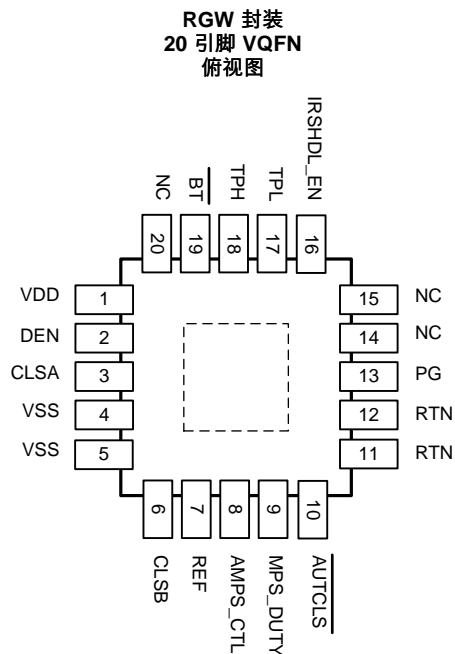 RGW 封装
20 引脚 VQFN
俯视图
NC
BT
TPH
TPL
IRSHDL_EN
20
19
18
17
16
VDD 1
DEN 2
CLSA 3
VSS 4
VSS 5
15 NC
14 NC
13 PG
12 RTN
11 RTN
6
7
8
9
10
CLSB
REF
AMPS_CTL
MPS_DUTY
AUTCLS